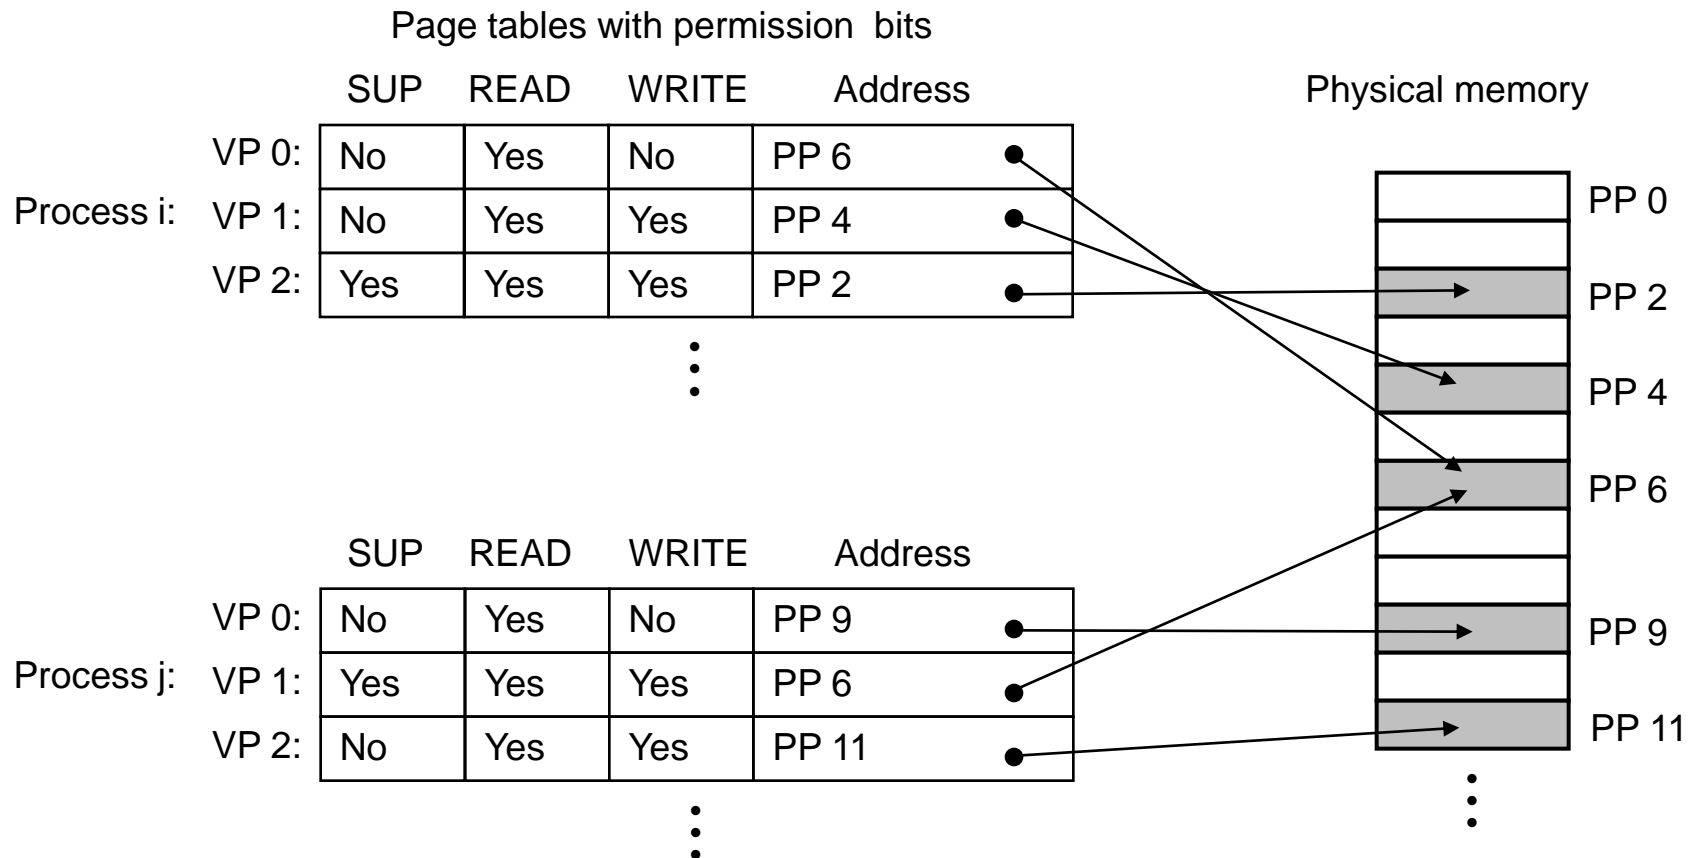 Page tables with permission bits
SUP READ WRITE Address
Physical memory
Process i:
VP 0: No Yes No PP 6
VP 1: No Yes Yes PP 4
VP 2: Yes Yes Yes PP 2
SUP READ WRITE Address
Process j:
VP 0: No Yes No PP 9
VP 1: Yes Yes Yes PP 6
VP 2: No Yes Yes PP 11
PP 0
PP 2
PP 4
PP 6
PP 9
PP 11